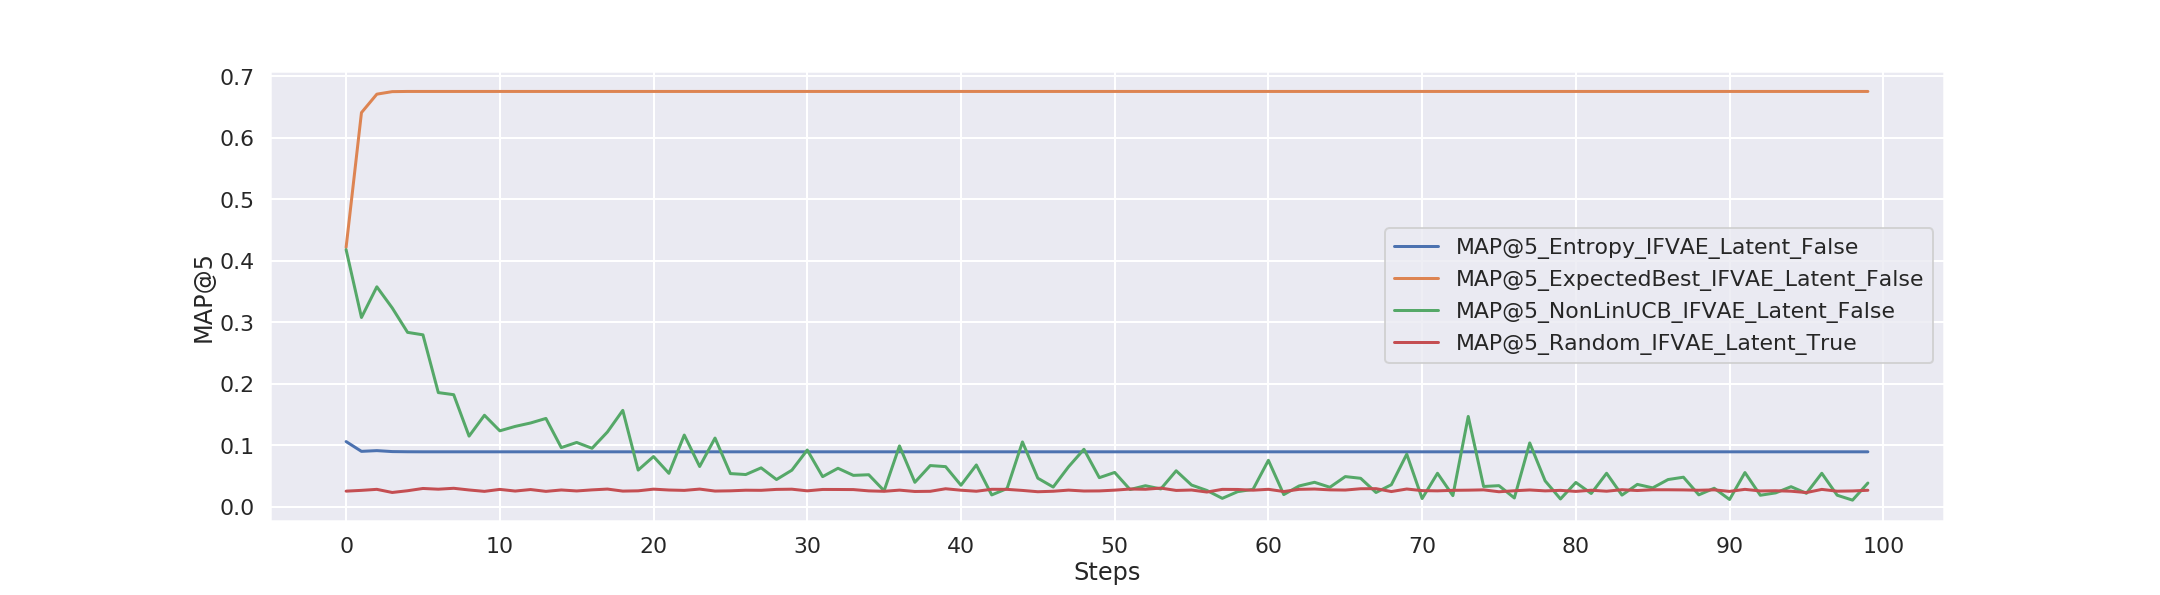 0.7
0.6
0.5
0.4
0.3
0.2
0.1
0.0
MAP@5
MAP@5_Entropy_IFVAE_Latent_False
MAP@5_ExpectedBest_IFVAE_Latent_False
MAP@5_NonLinUCB_IFVAE_Latent_False
MAP@5_Random_IFVAE_Latent_True
0 10 20 30 40 50 60 70 80 90 100
Steps